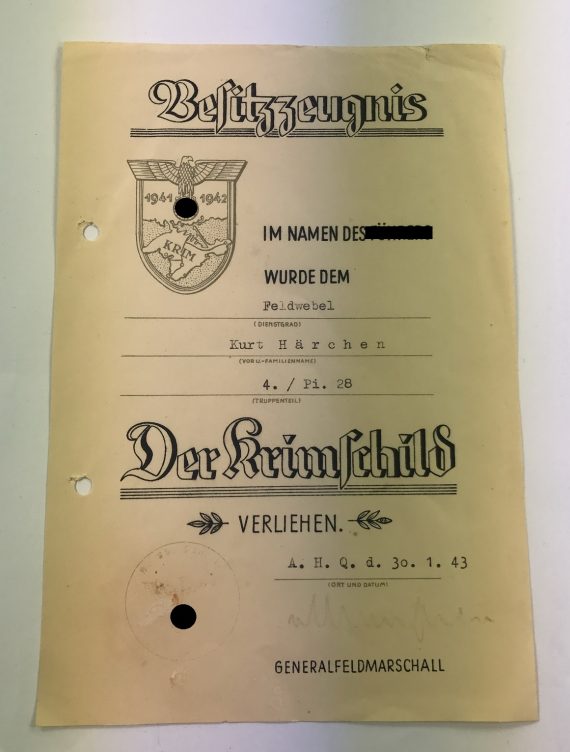 Besitzzeugnis
1941 1942
KRIM
IM NAMEN DES
WURDE DEM
Feldwebel
(DIENSTGRAD)
Kurt Härchen
(VOR U.-FAMILIENNAME)
4. / Pi. 28
(TRUPPENTEIL)
Der Krimschild
VERLIEHEN.
A. H. Q. d. 30. 1. 43
(ORT UND DATUM)
GENERALFELDMARSCHALL